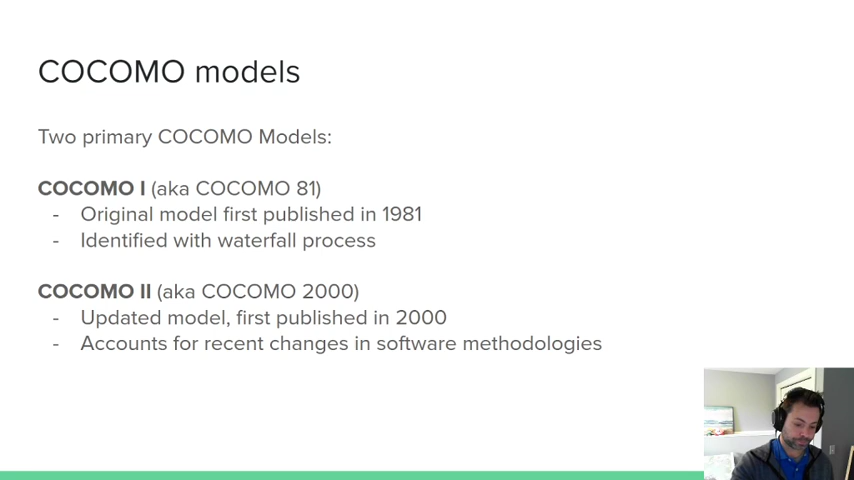 COCOMO models
Two primary COCOMO Models:
COCOMO I (aka COCOMO 81)
- Original model first published in 1981
- Identified with waterfall process
COCOMO II (aka COCOMO 2000)
- Updated model, first published in 2000
- Accounts for recent changes in software methodologies